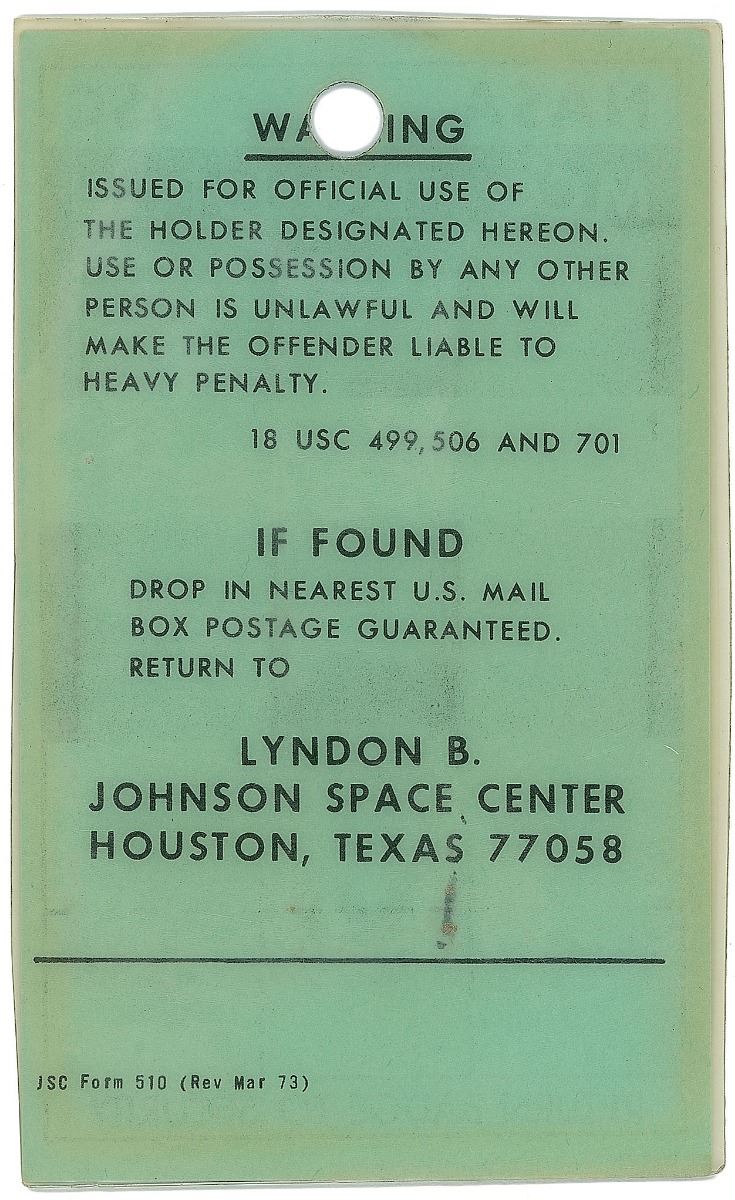 WARNING
ISSUED FOR OFFICIAL USE OF
THE HOLDER DESIGNATED HEREON.
USE OR POSSESSION BY ANY OTHER
PERSON IS UNLAWFUL AND WILL
MAKE THE OFFENDER LIABLE TO
HEAVY PENALTY.
18 USC 499, 506 AND 701
IF FOUND
DROP IN NEAREST U.S. MAIL
BOX POSTAGE GUARANTEED.
RETURN TO
LYNDON B.
JOHNSON SPACE CENTER
HOUSTON, TEXAS 77058
JSC Form 510 (Rev Mar 73)